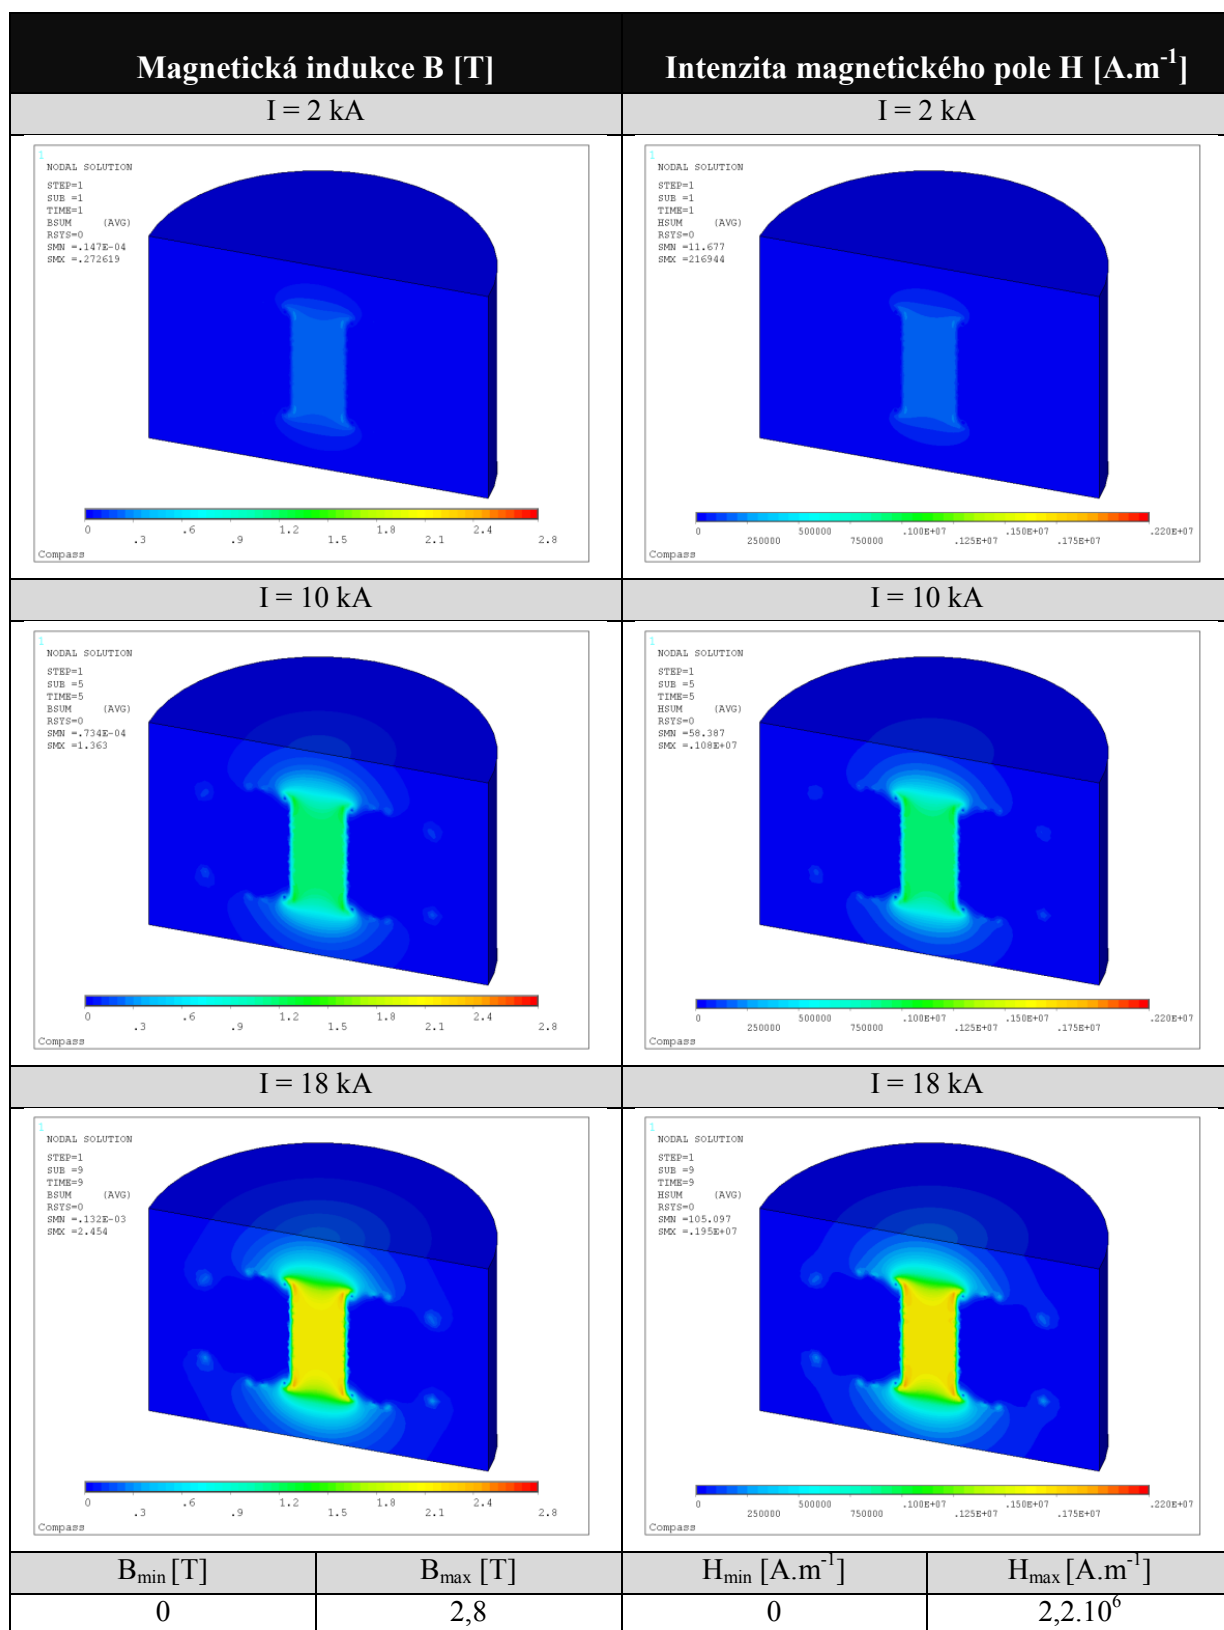 Magnetická indukce B [T]
Intenzita magnetického pole H [A.m⁻¹]
I = 2 kA
I = 2 kA
1
NODAL SOLUTION
STEP=1
SUB =1
TIME=1
BSUM (AVG)
RSYS=0
SMN =.147E-04
SMX =.272619
0 .6 1.2 1.8 2.4
.3 .9 1.5 2.1 2.8
Compass
1
NODAL SOLUTION
STEP=1
SUB =1
TIME=1
HSUM (AVG)
RSYS=0
SMN =11.677
SMX =216944
0 500000 .100E+07 .150E+07 .220E+07
250000 750000 .125E+07 .175E+07
Compass
I = 10 kA
I = 10 kA
1
NODAL SOLUTION
STEP=1
SUB =5
TIME=5
BSUM (AVG)
RSYS=0
SMN =.734E-04
SMX =1.363
0 .6 1.2 1.8 2.4
.3 .9 1.5 2.1 2.8
Compass
1
NODAL SOLUTION
STEP=1
SUB =5
TIME=5
HSUM (AVG)
RSYS=0
SMN =58.387
SMX =.108E+07
0 500000 .100E+07 .150E+07 .220E+07
250000 750000 .125E+07 .175E+07
Compass
I = 18 kA
I = 18 kA
1
NODAL SOLUTION
STEP=1
SUB =9
TIME=9
BSUM (AVG)
RSYS=0
SMN =.132E-03
SMX =2.454
0 .6 1.2 1.8 2.4
.3 .9 1.5 2.1 2.8
Compass
1
NODAL SOLUTION
STEP=1
SUB =9
TIME=9
HSUM (AVG)
RSYS=0
SMN =105.097
SMX =.195E+07
0 500000 .100E+07 .150E+07 .220E+07
250000 750000 .125E+07 .175E+07
Compass
Bmin [T] Bmax [T] Hmin [A.m⁻¹] Hmax [A.m⁻¹]
0 2,8 0 2,2.10⁶